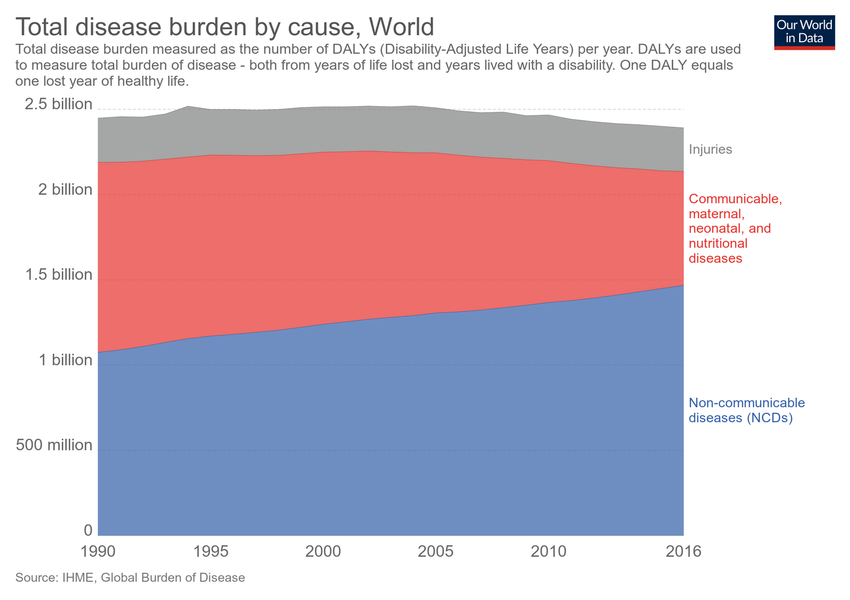 Total disease burden by cause, World
Our World
in Data
Total disease burden measured as the number of DALYs (Disability-Adjusted Life Years) per year. DALYs are used
to measure total burden of disease - both from years of life lost and years lived with a disability. One DALY equals
one lost year of healthy life.
2.5 billion
2 billion
1.5 billion
1 billion
500 million
0
Injuries
Communicable,
maternal,
neonatal, and
nutritional
diseases
Non-communicable
diseases (NCDs)
1990 1995 2000 2005 2010 2016
Source: IHME, Global Burden of Disease